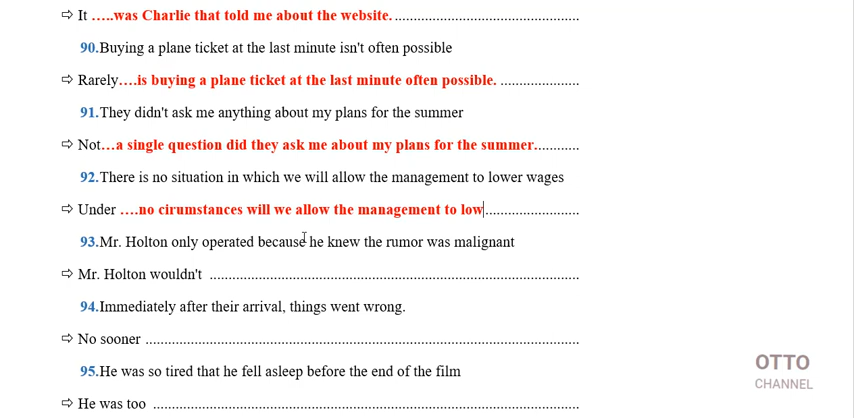 ⇨ It …..was Charlie that told me about the website. .................................................
90.Buying a plane ticket at the last minute isn't often possible
⇨ Rarely….is buying a plane ticket at the last minute often possible. .....................
91.They didn't ask me anything about my plans for the summer
⇨ Not…a single question did they ask me about my plans for the summer...........
92.There is no situation in which we will allow the management to lower wages
⇨ Under ….no cirumstances will we allow the management to low.........................
93.Mr. Holton only operated because he knew the rumor was malignant
⇨ Mr. Holton wouldn't ...................................................................................................
94.Immediately after their arrival, things went wrong.
⇨ No sooner ....................................................................................................................
95.He was so tired that he fell asleep before the end of the film
⇨ He was too ..................................................................................................................
OTTO
CHANNEL